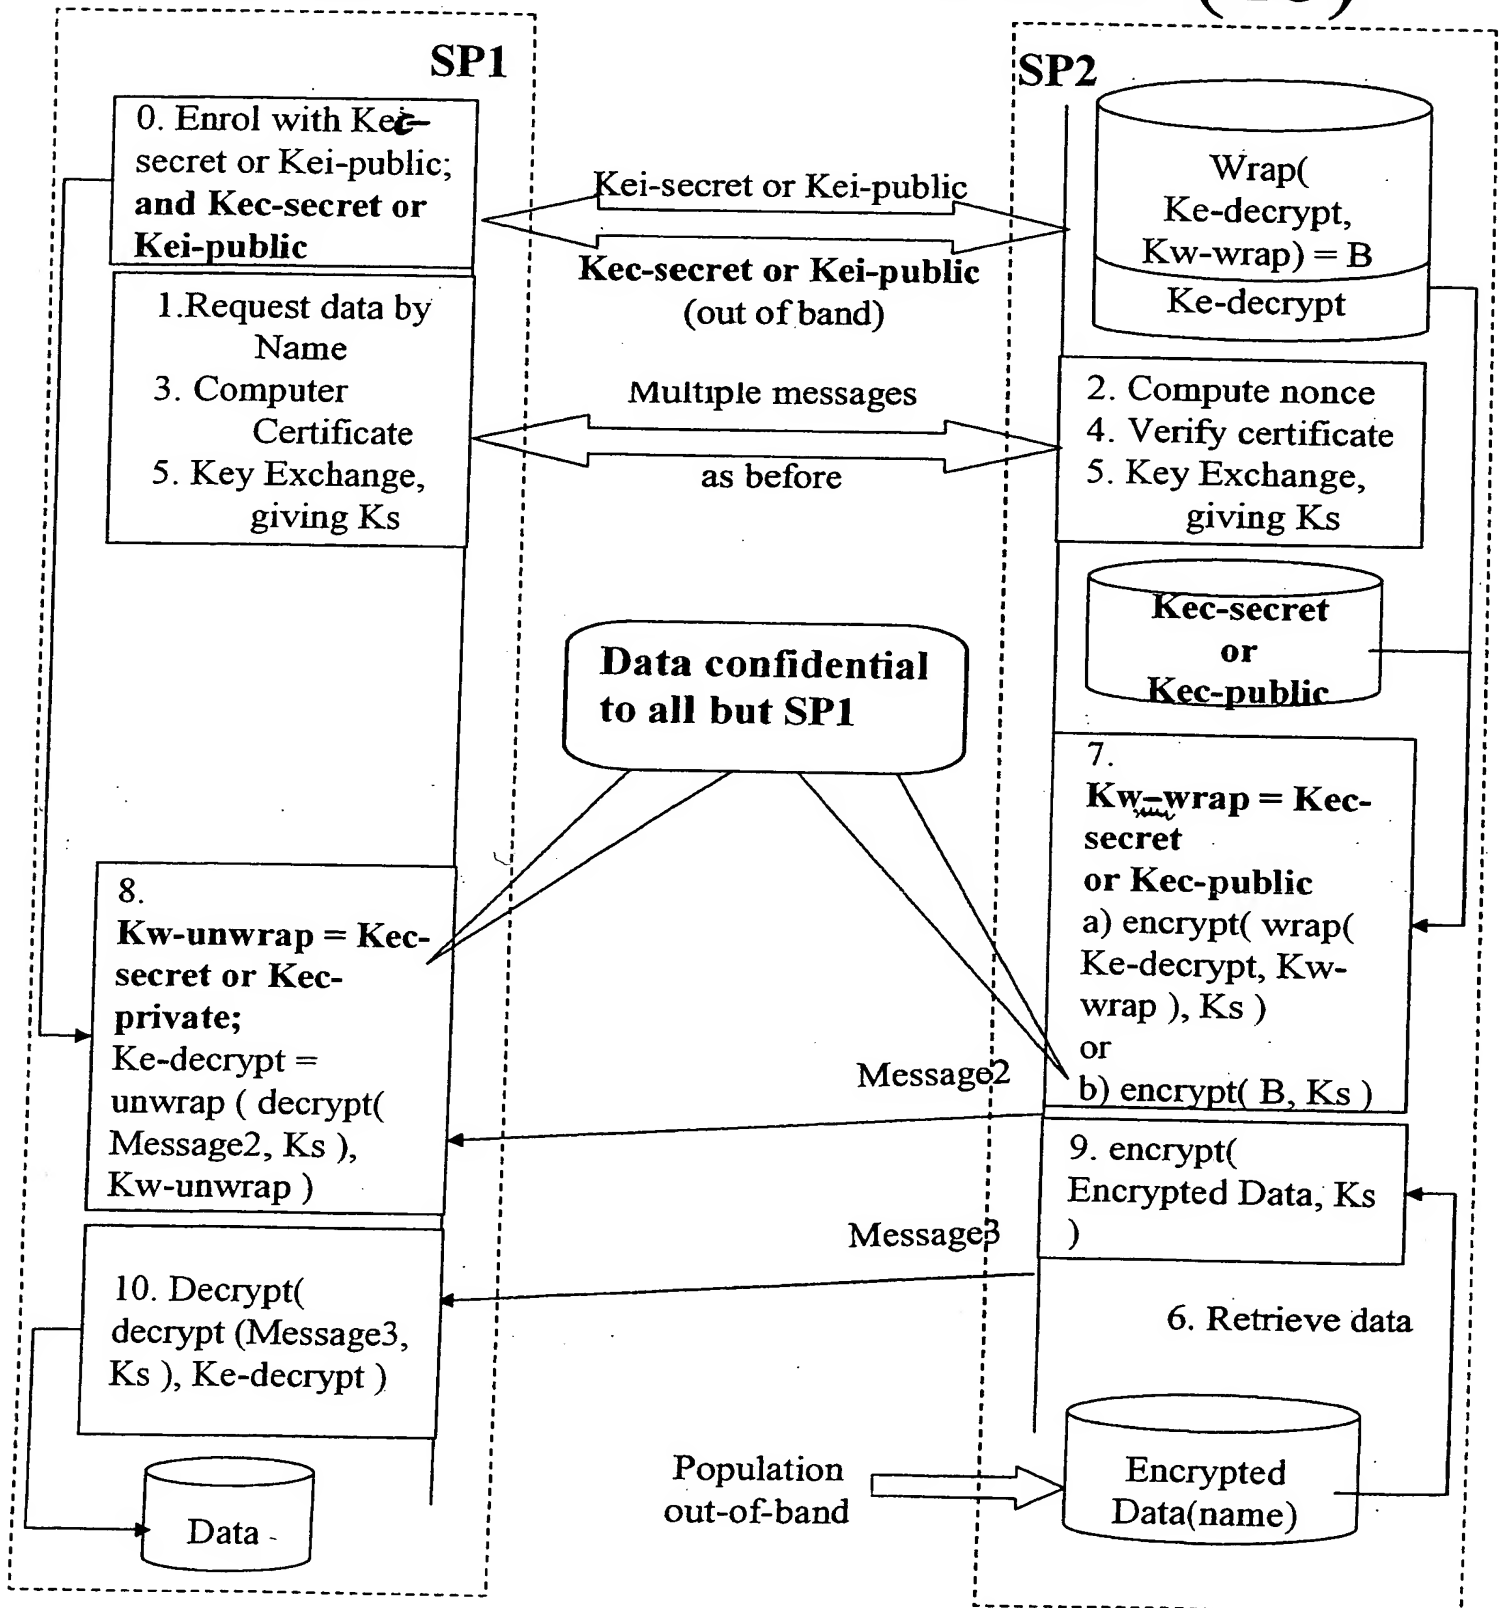 SP1
0. Enrol with Kec-
secret or Kei-public;
and Kec-secret or
Kei-public
1.Request data by
Name
3. Computer
Certificate
5. Key Exchange,
giving Ks
Kei-secret or Kei-public
Kec-secret or Kei-public
(out of band)
Multiple messages
as before
SP2
Wrap(
Ke-decrypt,
Kw-wrap) = B
Ke-decrypt
2. Compute nonce
4. Verify certificate
5. Key Exchange,
giving Ks
Kec-secret
or
Kec-public
Data confidential
to all but SP1
7.
Kw-wrap = Kec-
secret
or Kec-public
a) encrypt( wrap(
Ke-decrypt, Kw-
wrap ), Ks )
or
b) encrypt( B, Ks )
8.
Kw-unwrap = Kec-
secret or Kec-
private;
Ke-decrypt =
unwrap ( decrypt(
Message2, Ks ),
Kw-unwrap )
Message2
9. encrypt(
Encrypted Data, Ks
)
Message3
10. Decrypt(
decrypt (Message3,
Ks ), Ke-decrypt )
6. Retrieve data
Data
Population
out-of-band
Encrypted
Data(name)